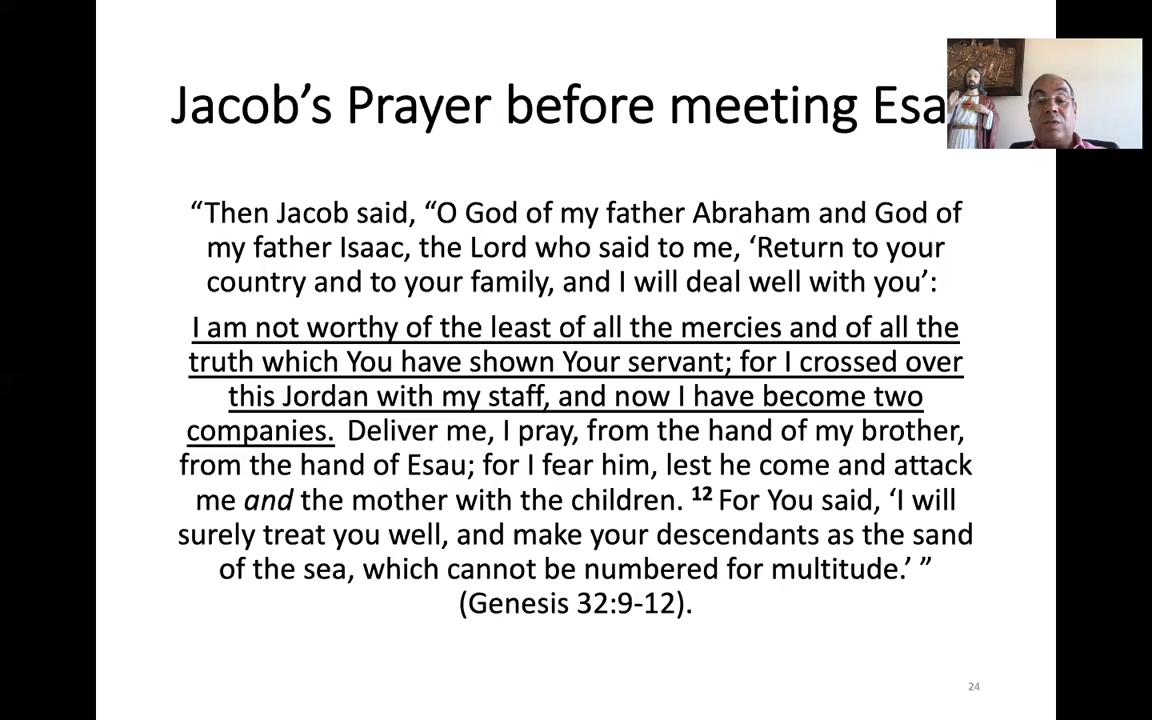 Jacob’s Prayer before meeting Esa
“Then Jacob said, “O God of my father Abraham and God of
my father Isaac, the Lord who said to me, ‘Return to your
country and to your family, and I will deal well with you’:
I am not worthy of the least of all the mercies and of all the
truth which You have shown Your servant; for I crossed over
this Jordan with my staff, and now I have become two
companies. Deliver me, I pray, from the hand of my brother,
from the hand of Esau; for I fear him, lest he come and attack
me and the mother with the children. 12 For You said, ‘I will
surely treat you well, and make your descendants as the sand
of the sea, which cannot be numbered for multitude.’ ”
(Genesis 32:9-12).
24